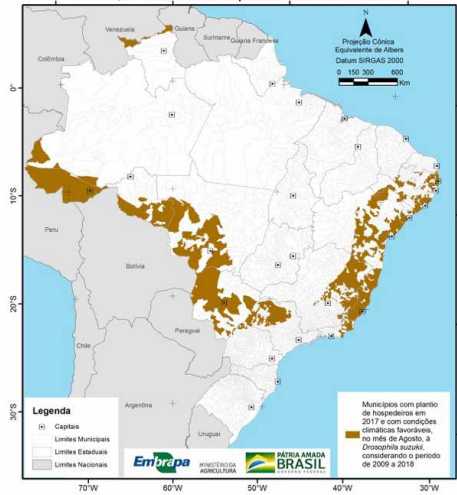 Venezuela
Guiana
Suriname
Guiana Francesa
Colômbia
Projeção Cônica
Equivalente de Albers
Datum SIRGAS 2000
0 150 300 600
Km
0°
10°S
Peru
Bolívia
20°S
Paraguai
Chile
Argentina
30°S
Uruguai
Legenda
Capitais
Limites Municipais
Limites Estaduais
Limites Nacionais
Embrapa
MINISTÉRIO DA
AGRICULTURA
PÁTRIA AMADA
BRASIL
GOVERNO FEDERAL
Municípios com plantio
de hospedeiros em
2017 e com condições
climáticas favoráveis,
no mês de Agosto, à
Drosophila suzukii,
considerando o período
de 2009 a 2018
70°W
60°W
50°W
40°W
30°W